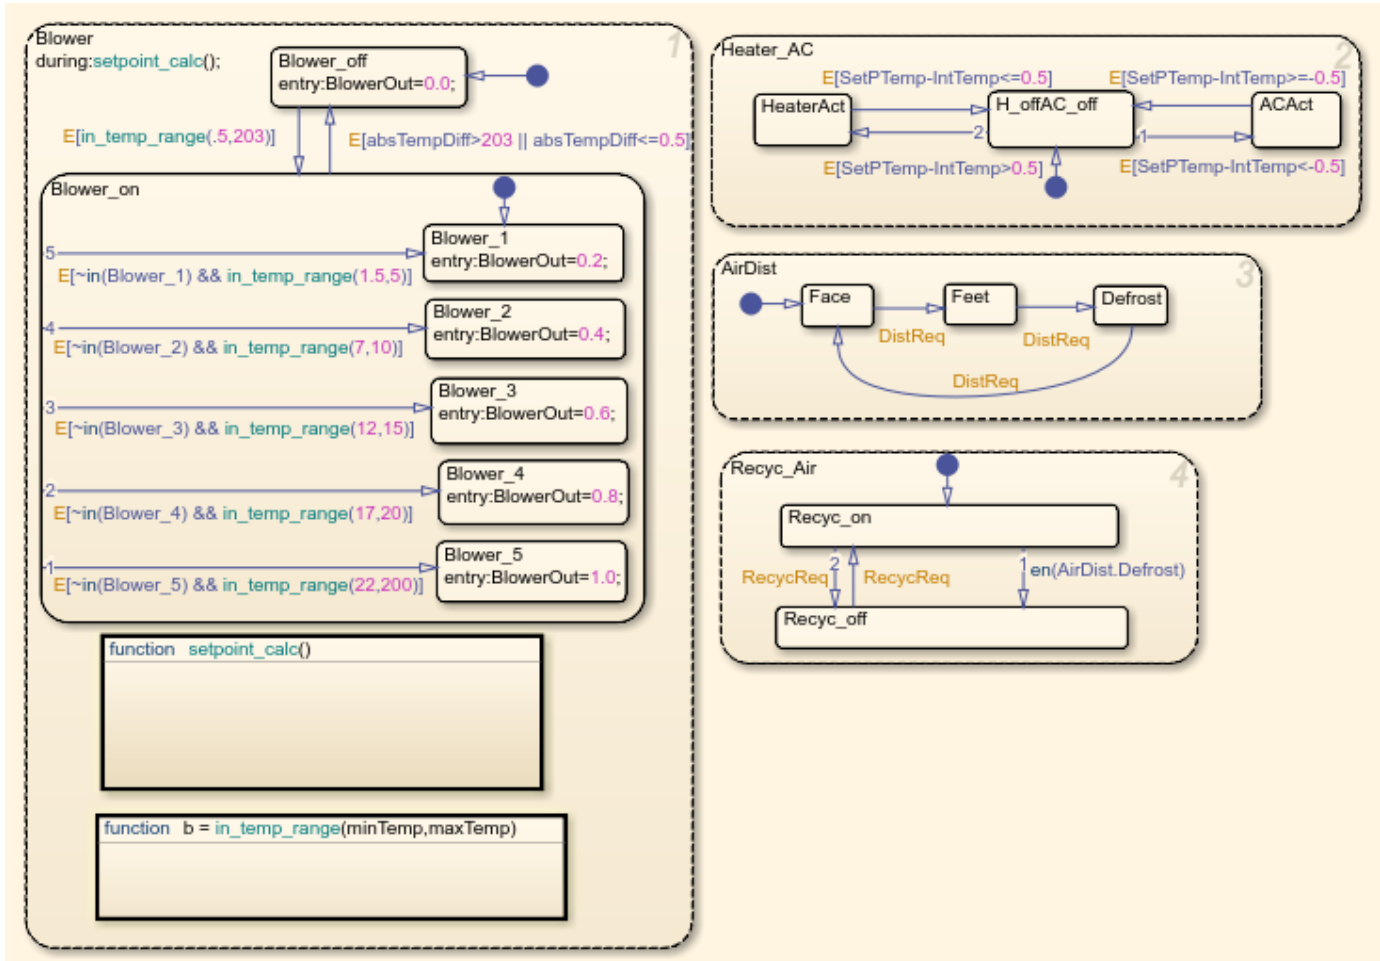 Blower
1
during:setpoint_calc();
Blower_off
entry:BlowerOut=0.0;
E[in_temp_range(.5,203)]
E[absTempDiff>203 || absTempDiff<=0.5]
Blower_on
Blower_1
entry:BlowerOut=0.2;
5
E[~in(Blower_1) && in_temp_range(1.5,5)]
Blower_2
entry:BlowerOut=0.4;
4
E[~in(Blower_2) && in_temp_range(7,10)]
Blower_3
entry:BlowerOut=0.6;
3
E[~in(Blower_3) && in_temp_range(12,15)]
Blower_4
entry:BlowerOut=0.8;
2
E[~in(Blower_4) && in_temp_range(17,20)]
Blower_5
entry:BlowerOut=1.0;
1
E[~in(Blower_5) && in_temp_range(22,200)]
function setpoint_calc()
function b = in_temp_range(minTemp,maxTemp)
Heater_AC
2
E[SetPTemp-IntTemp<=0.5]
E[SetPTemp-IntTemp>=-0.5]
HeaterAct
H_offAC_off
ACAct
2
1
E[SetPTemp-IntTemp>0.5]
E[SetPTemp-IntTemp<-0.5]
AirDist
3
Face
Feet
Defrost
DistReq
DistReq
DistReq
Recyc_Air
4
Recyc_on
2
1
RecycReq
RecycReq
en(AirDist.Defrost)
Recyc_off